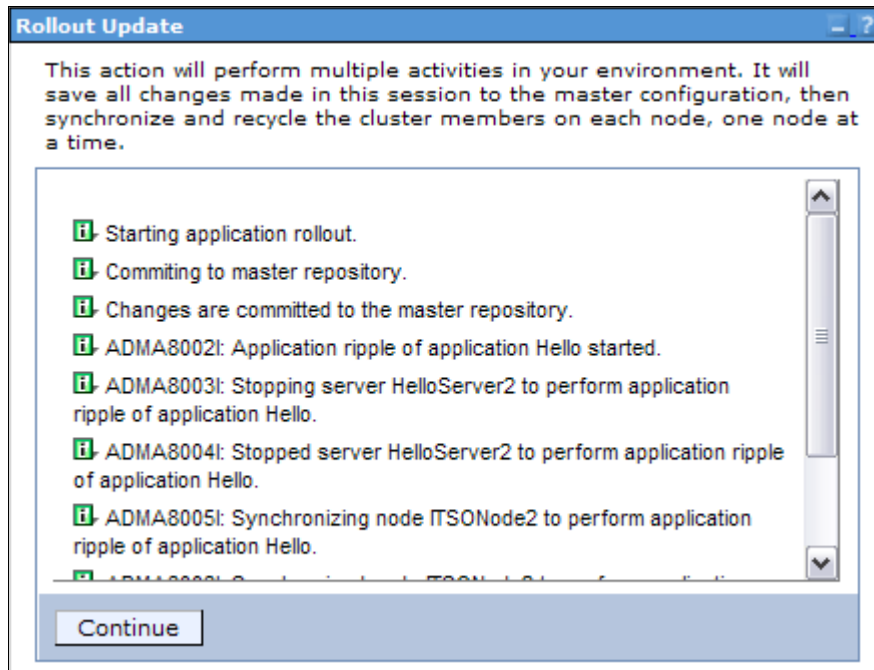 Rollout Update
This action will perform multiple activities in your environment. It will
save all changes made in this session to the master configuration, then
synchronize and recycle the cluster members on each node, one node at
a time.
Starting application rollout.
Commiting to master repository.
Changes are committed to the master repository.
ADMA8002I: Application ripple of application Hello started.
ADMA8003I: Stopping server HelloServer2 to perform application
ripple of application Hello.
ADMA8004I: Stopped server HelloServer2 to perform application ripple
of application Hello.
ADMA8005I: Synchronizing node ITSONode2 to perform application
ripple of application Hello.
Continue